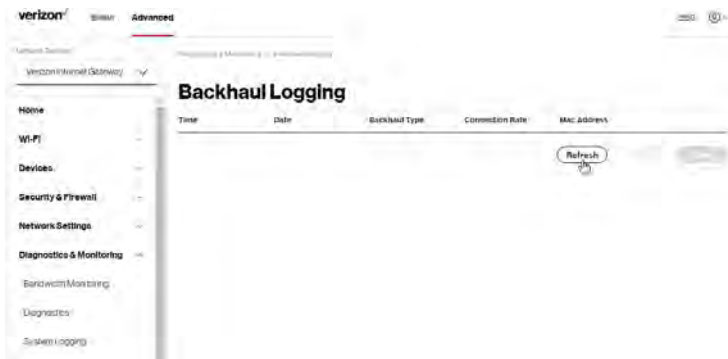 verizon✓ Basic Advanced
Verizon Internet Gateway
Backhaul Logging
Time Date Backhaul Type Connection Rate Mac Address
Refresh
Home
Wi-Fi
Devices
Security & Firewall
Network Settings
Diagnostics & Monitoring
Bandwidth Monitoring
Diagnostics
System Logging